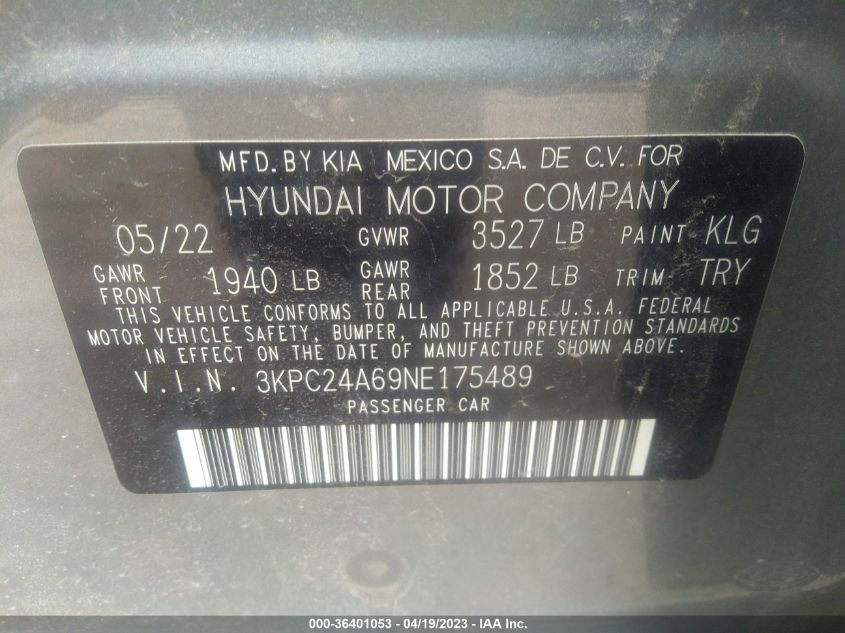 MFD. BY KIA MEXICO S.A. DE C.V. FOR
HYUNDAI MOTOR COMPANY
05/22 GVWR 3527 LB PAINT KLG
GAWR FRONT 1940 LB GAWR REAR 1852 LB TRIM TRY
THIS VEHICLE CONFORMS TO ALL APPLICABLE U.S.A. FEDERAL
MOTOR VEHICLE SAFETY, BUMPER, AND THEFT PREVENTION STANDARDS
IN EFFECT ON THE DATE OF MANUFACTURE SHOWN ABOVE.
V.I.N. 3KPC24A69NE175489
PASSENGER CAR
000-36401053 - 04/19/2023 - IAA Inc.